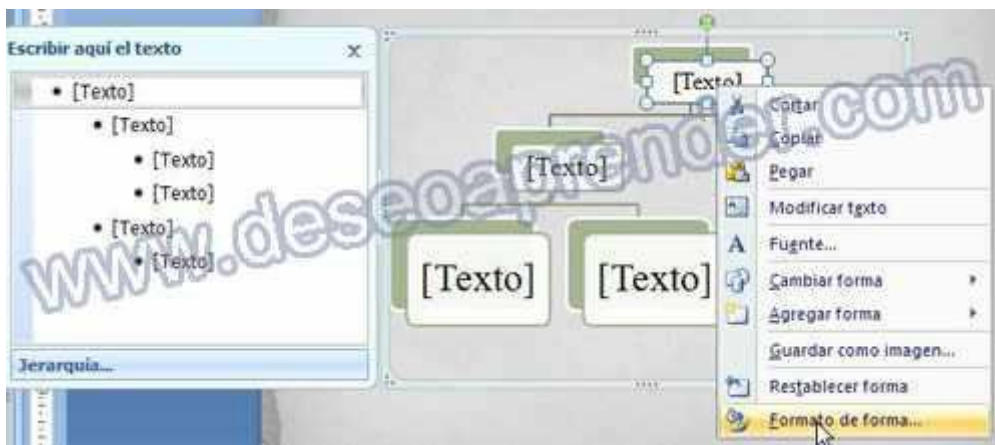 Escribir aquí el texto
• [Texto]
• [Texto]
• [Texto]
• [Texto]
• [Texto]
• [Texto]
Jerarquía...
[Texto]
[Texto]
[Texto]
[Texto]
Cortar
Copiar
Pegar
Modificar texto
Fuente...
Cambiar forma
Agregar forma
Guardar como imagen...
Restablecer forma
Formato de forma...
www.deseoaprender.com